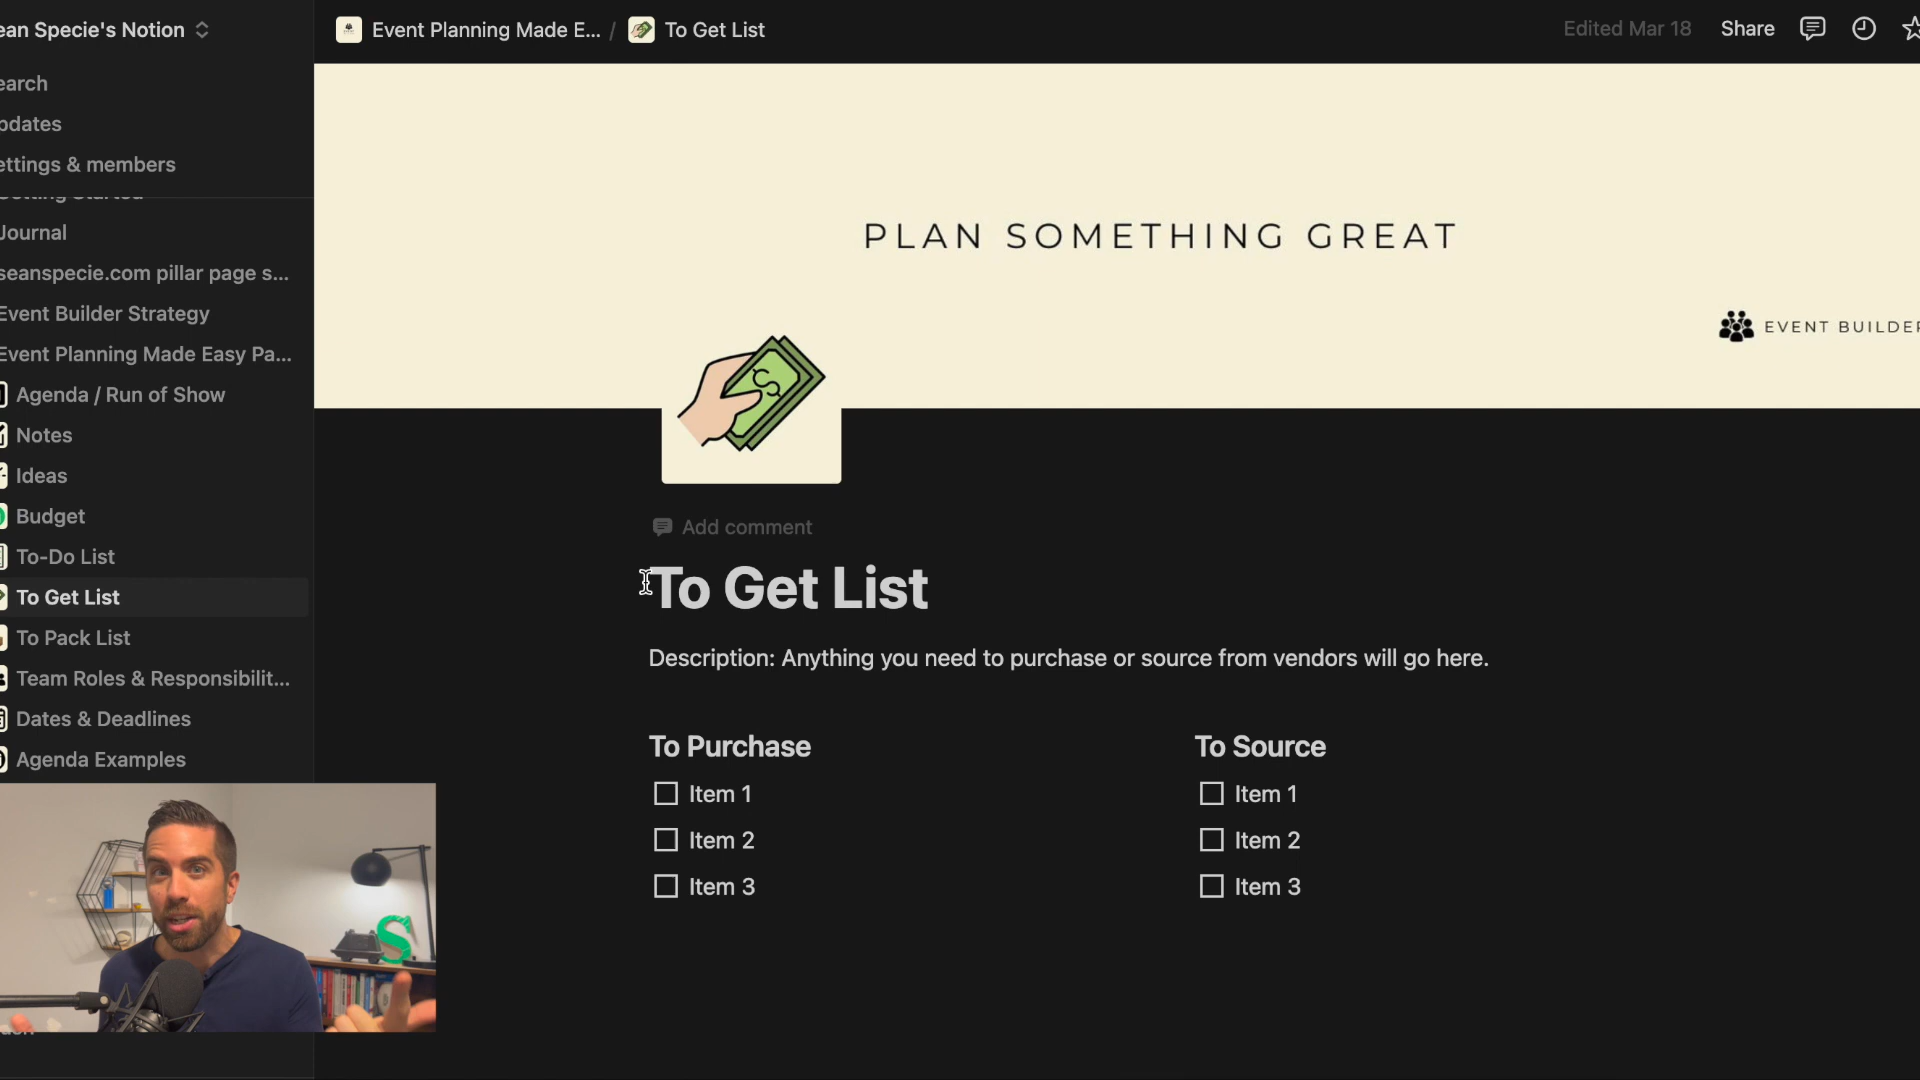 ean Specie's Notion
Event Planning Made E... / To Get List
Edited Mar 18
Share
earch
pdates
ettings & members
Getting Started
Journal
seanspecie.com pillar page s...
Event Builder Strategy
Event Planning Made Easy Pa...
Agenda / Run of Show
Notes
Ideas
Budget
To-Do List
To Get List
To Pack List
Team Roles & Responsibilit...
Dates & Deadlines
Agenda Examples
PLAN SOMETHING GREAT
EVENT BUILDER
Add comment
To Get List
Description: Anything you need to purchase or source from vendors will go here.
To Purchase
Item 1
Item 2
Item 3
To Source
Item 1
Item 2
Item 3
S